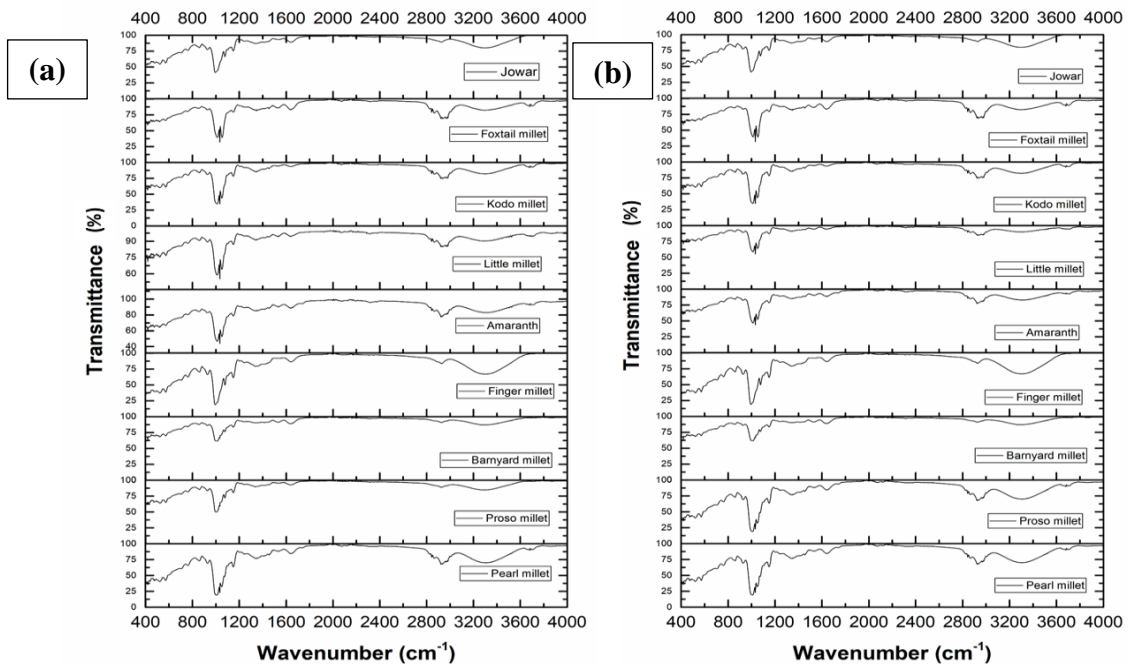 400 800 1200 1600 2000 2400 2800 3200 3600 4000
(a)
Transmittance (%)
100
75
50
25
Jowar
100
75
50
25
Foxtail millet
100
75
50
25
0
Kodo millet
90
60
Little millet
100
80
60
40
Amaranth
100
75
50
25
Finger millet
100
75
50
25
Barnyard millet
100
75
50
25
Proso millet
100
75
50
25
0
Pearl millet
400 800 1200 1600 2000 2400 2800 3200 3600 4000
Wavenumber (cm⁻¹)
400 800 1200 1600 2000 2400 2800 3200 3600 4000
(b)
Transmittance (%)
100
75
50
25
Jowar
100
75
50
25
Foxtail millet
100
75
50
25
Kodo millet
100
75
50
25
Little millet
100
75
50
25
Amaranth
100
75
50
25
Finger millet
100
75
50
25
Barnyard millet
100
75
50
25
Proso millet
100
75
50
25
0
Pearl millet
400 800 1200 1600 2000 2400 2800 3200 3600 4000
Wavenumber (cm⁻¹)